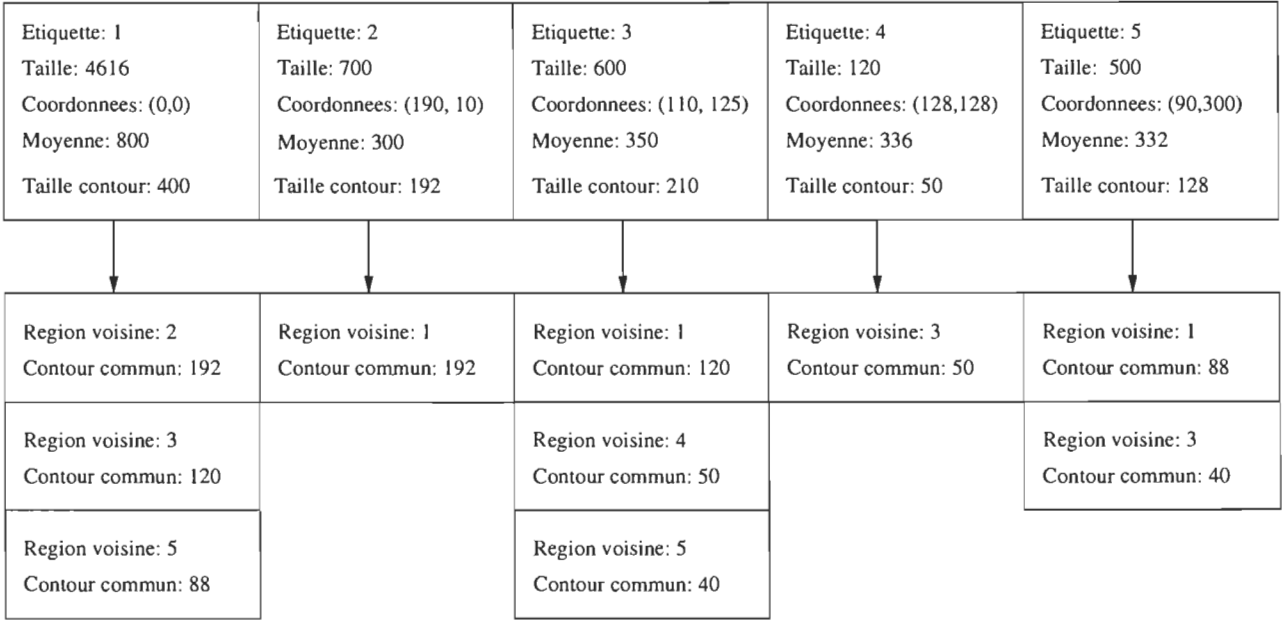 Etiquette: 1
Taille: 4616
Coordonnees: (0,0)
Moyenne: 800
Taille contour: 400
Etiquette: 2
Taille: 700
Coordonnees: (190, 10)
Moyenne: 300
Taille contour: 192
Etiquette: 3
Taille: 600
Coordonnees: (110, 125)
Moyenne: 350
Taille contour: 210
Etiquette: 4
Taille: 120
Coordonnees: (128,128)
Moyenne: 336
Taille contour: 50
Etiquette: 5
Taille: 500
Coordonnees: (90,300)
Moyenne: 332
Taille contour: 128
Region voisine: 2
Contour commun: 192
Region voisine: 3
Contour commun: 120
Region voisine: 5
Contour commun: 88
Region voisine: 1
Contour commun: 192
Region voisine: 1
Contour commun: 120
Region voisine: 4
Contour commun: 50
Region voisine: 5
Contour commun: 40
Region voisine: 3
Contour commun: 50
Region voisine: 1
Contour commun: 88
Region voisine: 3
Contour commun: 40